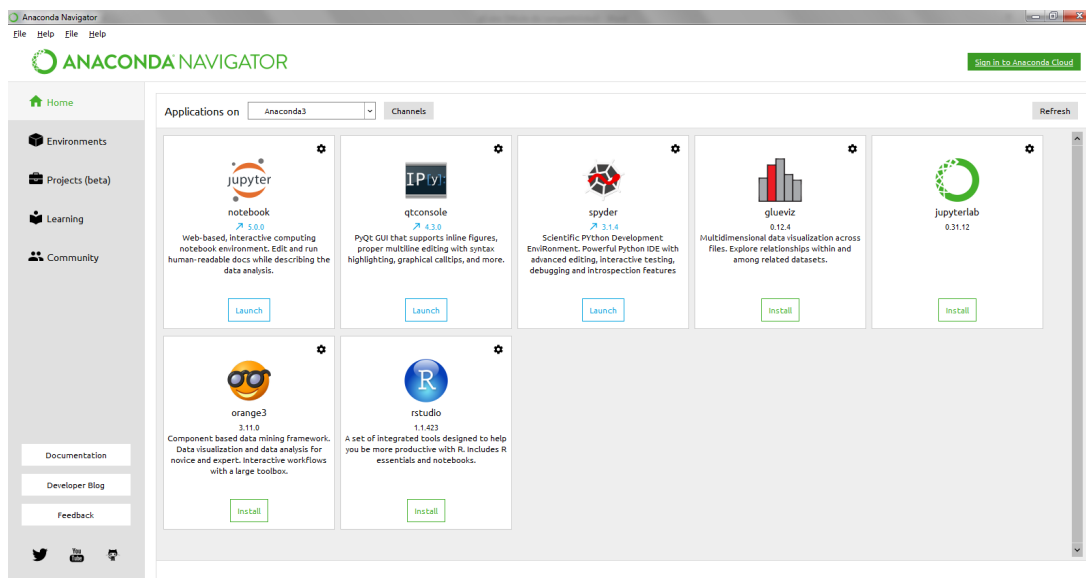 Anaconda Navigator
File Help File Help
ANACONDA NAVIGATOR
Sign in to Anaconda Cloud
Home
Environments
Projects (beta)
Learning
Community
Documentation
Developer Blog
Feedback
You
Tube
Applications on Anaconda3 Channels Refresh
jupyter
notebook
5.0.0
Web-based, interactive computing
notebook environment. Edit and run
human-readable docs while describing the
data analysis.
Launch
IP[y]:
qtconsole
4.3.0
PyQt GUI that supports inline figures,
proper multiline editing with syntax
highlighting, graphical calltips, and more.
Launch
spyder
3.1.4
Scientific PYthon Development
EnviRonment. Powerful Python IDE with
advanced editing, interactive testing,
debugging and introspection features
Launch
glueviz
0.12.4
Multidimensional data visualization across
files. Explore relationships within and
among related datasets.
Install
jupyterlab
0.31.12
Install
orange3
3.11.0
Component based data mining framework.
Data visualization and data analysis for
novice and expert. Interactive workflows
with a large toolbox.
Install
R
rstudio
1.1.423
A set of integrated tools designed to help
you be more productive with R. Includes R
essentials and notebooks.
Install